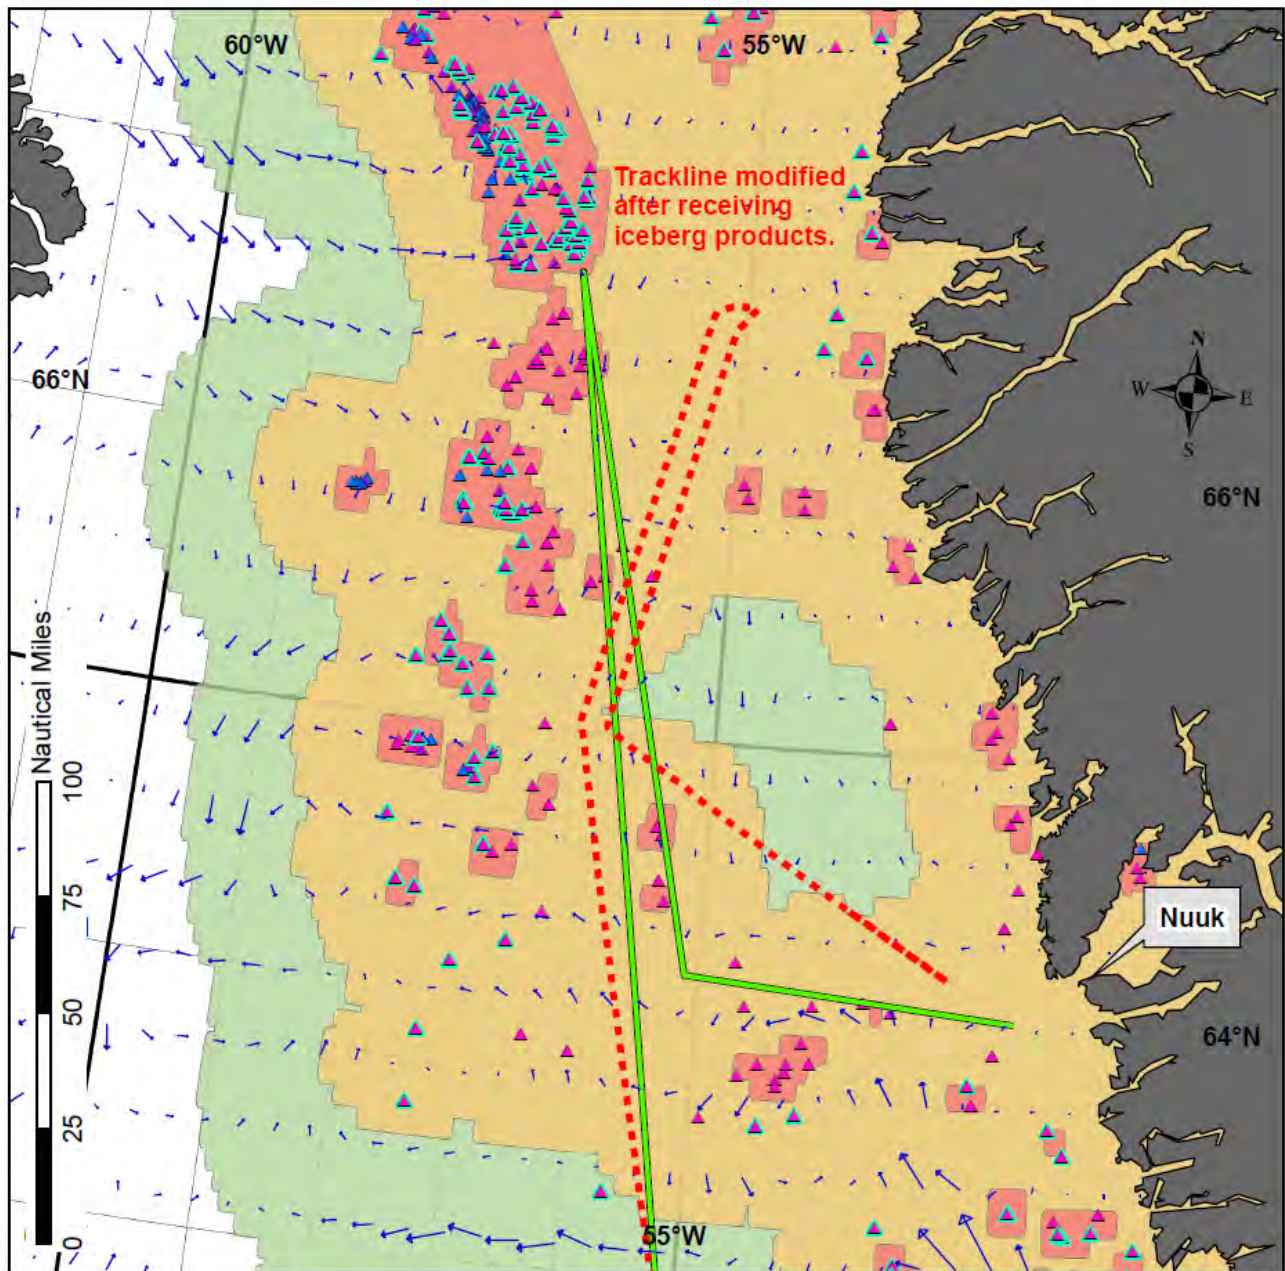 60°W
55°W
Trackline modified
after receiving
iceberg products.
N
W E
S
66°N
66°N
Nautical Miles
100
75
50
25
0
Nuuk
64°N
55°W